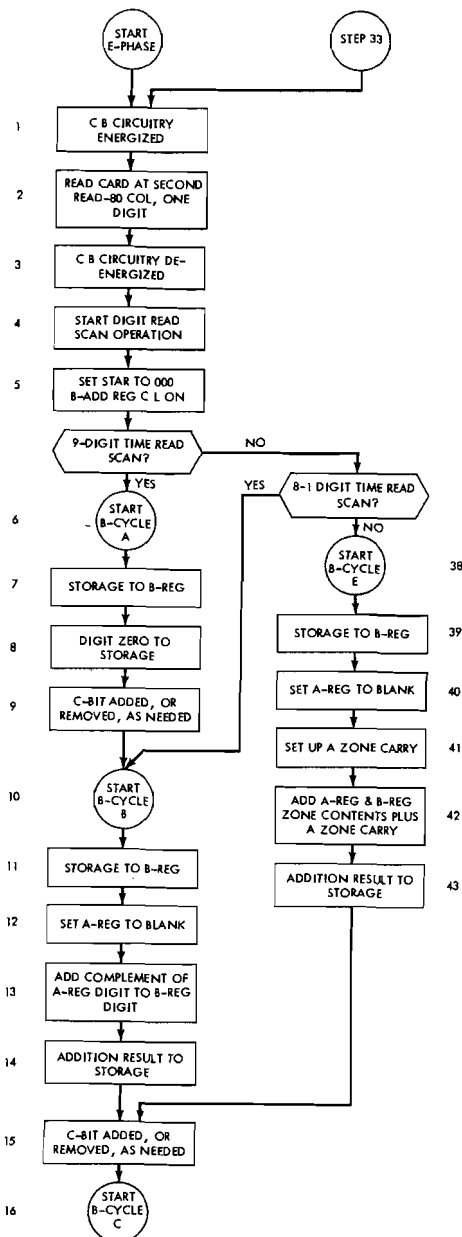 START
E-PHASE
STEP 33
1
C B CIRCUITRY
ENERGIZED
2
READ CARD AT SECOND
READ-80 COL, ONE
DIGIT
3
C B CIRCUITRY DE-
ENERGIZED
4
START DIGIT READ
SCAN OPERATION
5
SET STAR TO 000
B-ADD REG C L ON
9-DIGIT TIME READ
SCAN?
NO
YES
8-1 DIGIT TIME READ
SCAN?
YES
NO
6
START
B-CYCLE
A
START
B-CYCLE
E
38
7
STORAGE TO B-REG
STORAGE TO B-REG
39
8
DIGIT ZERO TO
STORAGE
SET A-REG TO BLANK
40
9
C-BIT ADDED, OR
REMOVED, AS NEEDED
SET UP A ZONE CARRY
41
10
START
B-CYCLE
B
ADD A-REG & B-REG
ZONE CONTENTS PLUS
A ZONE CARRY
42
11
STORAGE TO B-REG
ADDITION RESULT TO
STORAGE
43
12
SET A-REG TO BLANK
13
ADD COMPLEMENT OF
A-REG DIGIT TO B-REG
DIGIT
14
ADDITION RESULT TO
STORAGE
15
C-BIT ADDED, OR
REMOVED, AS NEEDED
16
START
B-CYCLE
C